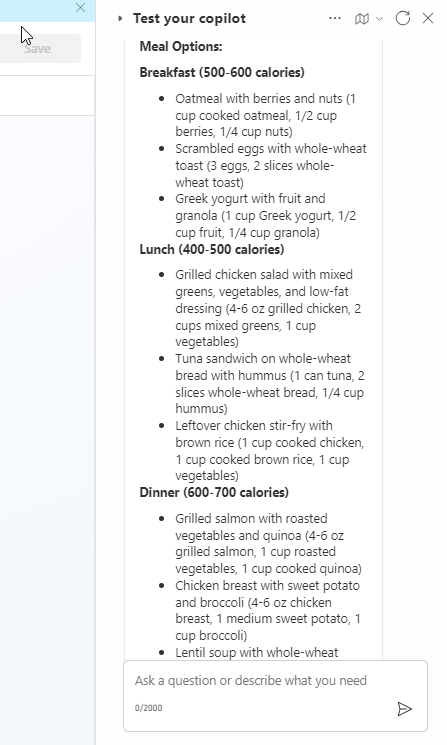 Test your copilot
Save
Meal Options:
Breakfast (500-600 calories)
Oatmeal with berries and nuts (1
cup cooked oatmeal, 1/2 cup
berries, 1/4 cup nuts)
Scrambled eggs with whole-wheat
toast (3 eggs, 2 slices whole-
wheat toast)
Greek yogurt with fruit and
granola (1 cup Greek yogurt, 1/2
cup fruit, 1/4 cup granola)
Lunch (400-500 calories)
Grilled chicken salad with mixed
greens, vegetables, and low-fat
dressing (4-6 oz grilled chicken, 2
cups mixed greens, 1 cup
vegetables)
Tuna sandwich on whole-wheat
bread with hummus (1 can tuna, 2
slices whole-wheat bread, 1/4 cup
hummus)
Leftover chicken stir-fry with
brown rice (1 cup cooked chicken,
1 cup cooked brown rice, 1 cup
vegetables)
Dinner (600-700 calories)
Grilled salmon with roasted
vegetables and quinoa (4-6 oz
grilled salmon, 1 cup roasted
vegetables, 1 cup cooked quinoa)
Chicken breast with sweet potato
and broccoli (4-6 oz chicken
breast, 1 medium sweet potato, 1
cup broccoli)
Lentil soup with whole-wheat
Ask a question or describe what you need
0/2000